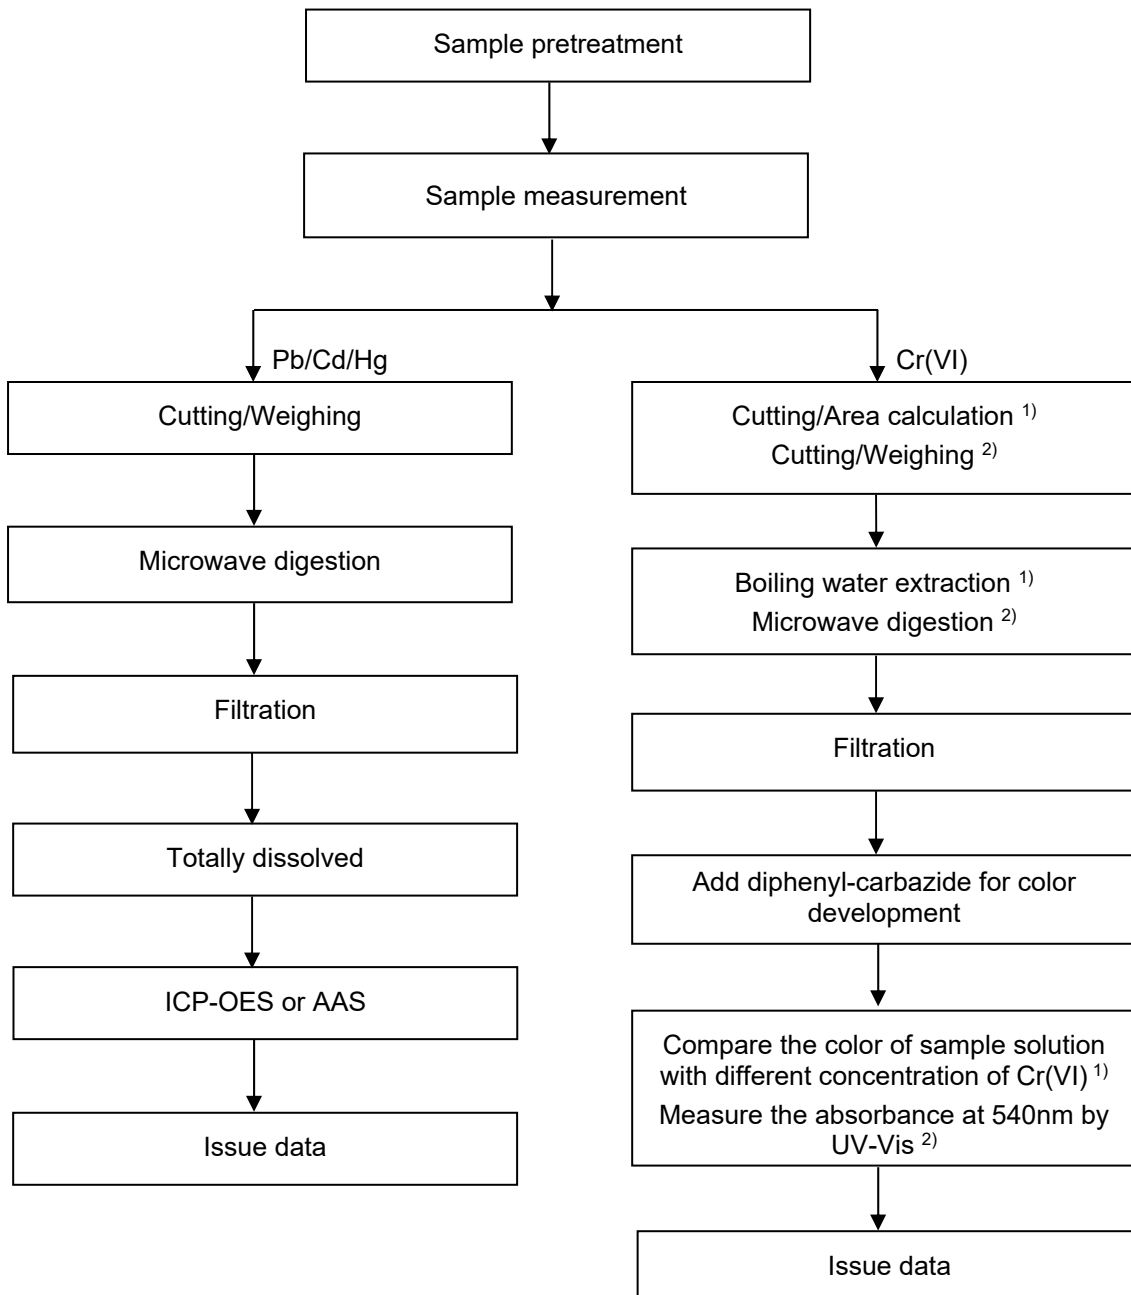 Sample pretreatment
Sample measurement
Pb/Cd/Hg
Cutting/Weighing
Microwave digestion
Filtration
Totally dissolved
ICP-OES or AAS
Issue data
Cr(VI)
Cutting/Area calculation 1)
Cutting/Weighing 2)
Boiling water extraction 1)
Microwave digestion 2)
Filtration
Add diphenyl-carbazide for color
development
Compare the color of sample solution
with different concentration of Cr(VI) 1)
Measure the absorbance at 540nm by
UV-Vis 2)
Issue data